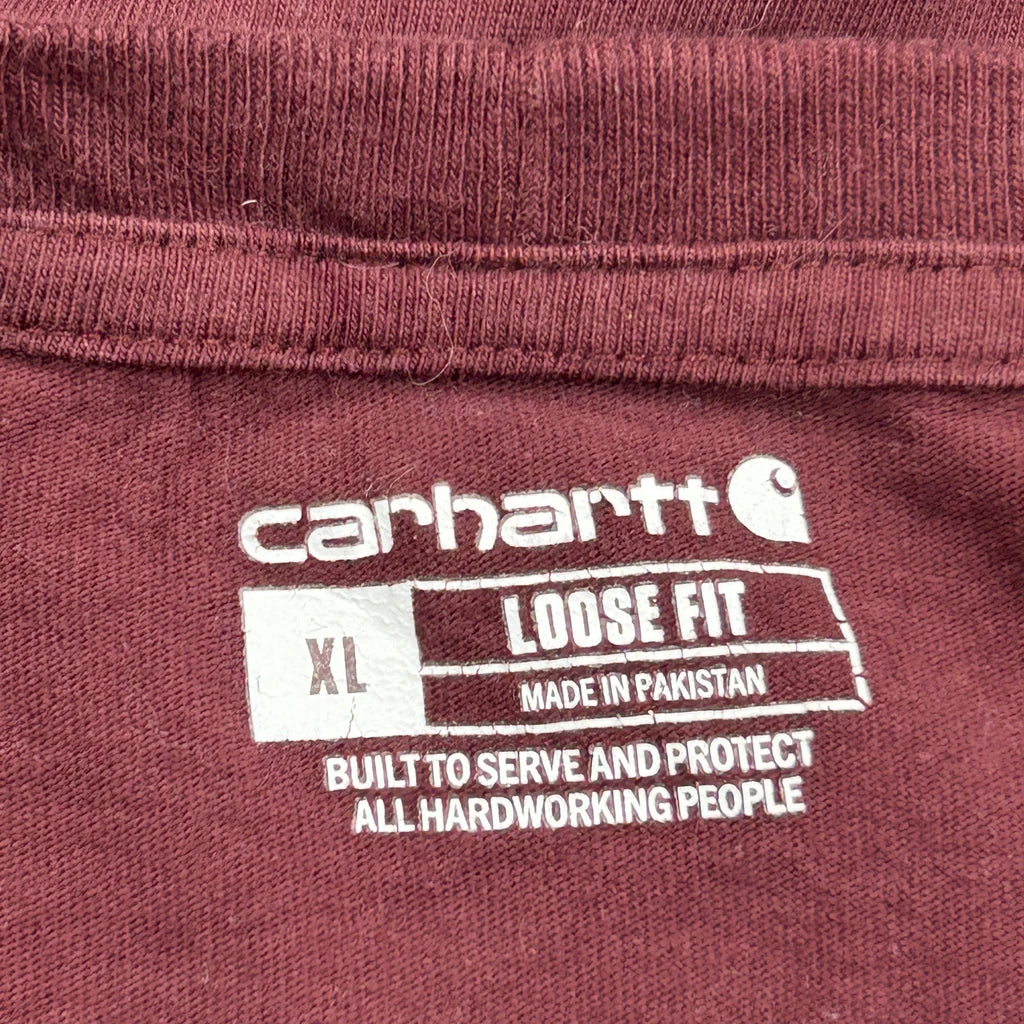 carhartt
XL
LOOSE FIT
MADE IN PAKISTAN
BUILT TO SERVE AND PROTECT
ALL HARDWORKING PEOPLE